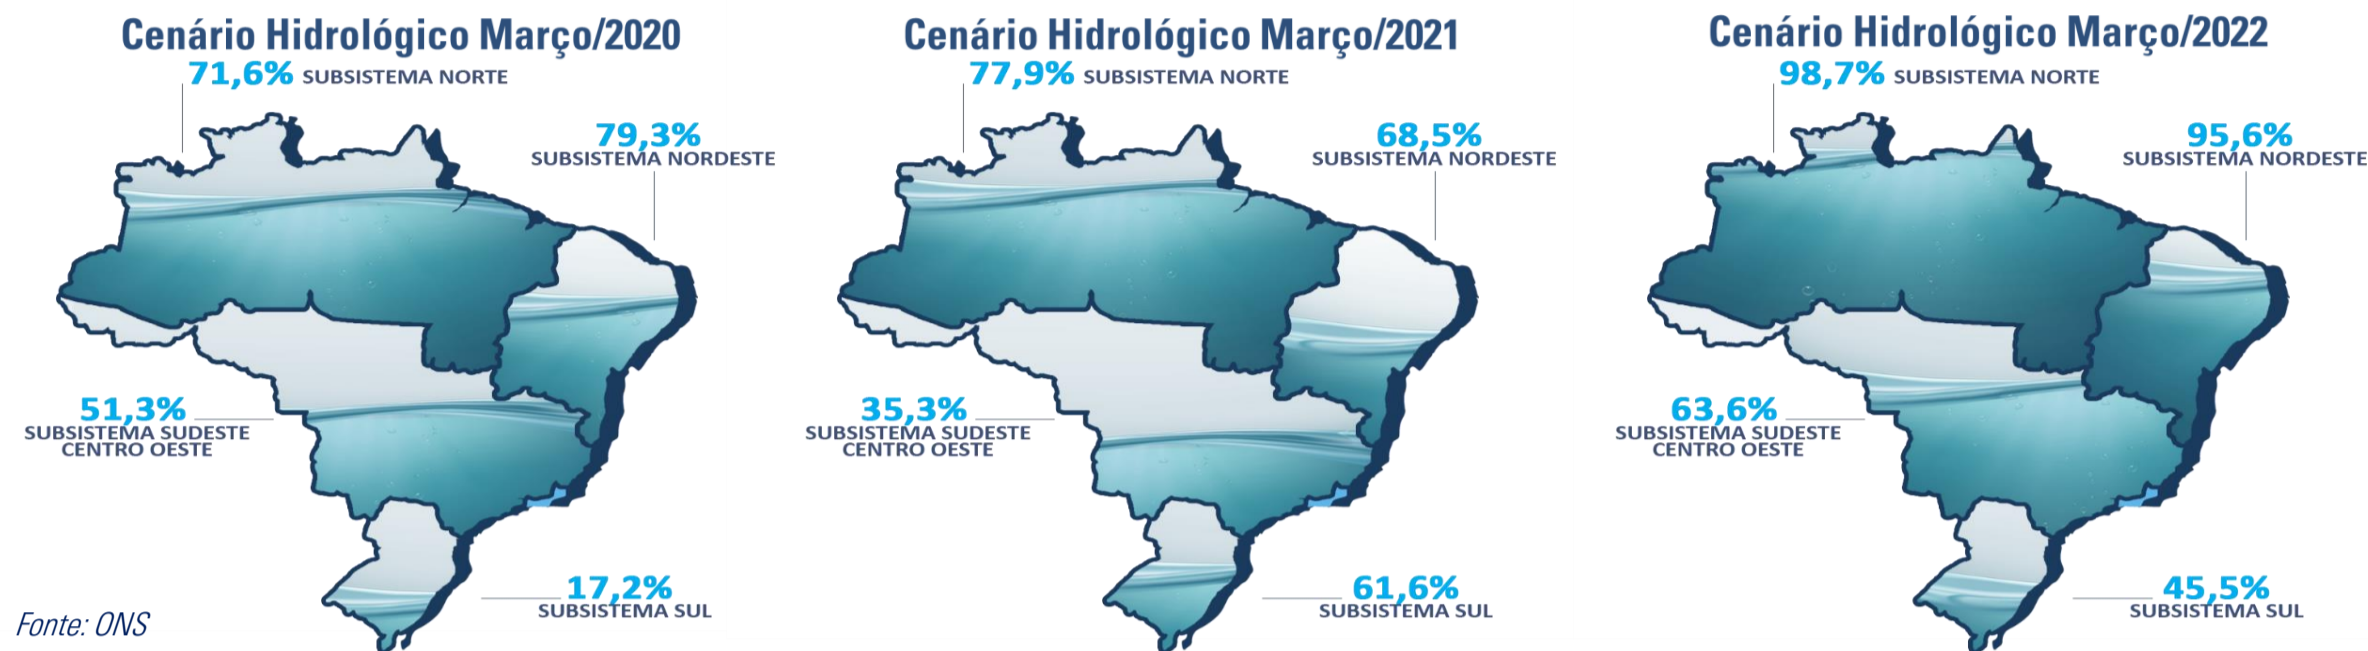 Cenário Hidrológico Março/2020
71,6% SUBSISTEMA NORTE
79,3%
SUBSISTEMA NORDESTE
51,3%
SUBSISTEMA SUDESTE
CENTRO OESTE
17,2%
SUBSISTEMA SUL
Fonte: ONS
Cenário Hidrológico Março/2021
77,9% SUBSISTEMA NORTE
68,5%
SUBSISTEMA NORDESTE
35,3%
SUBSISTEMA SUDESTE
CENTRO OESTE
61,6%
SUBSISTEMA SUL
Cenário Hidrológico Março/2022
98,7% SUBSISTEMA NORTE
95,6%
SUBSISTEMA NORDESTE
63,6%
SUBSISTEMA SUDESTE
CENTRO OESTE
45,5%
SUBSISTEMA SUL